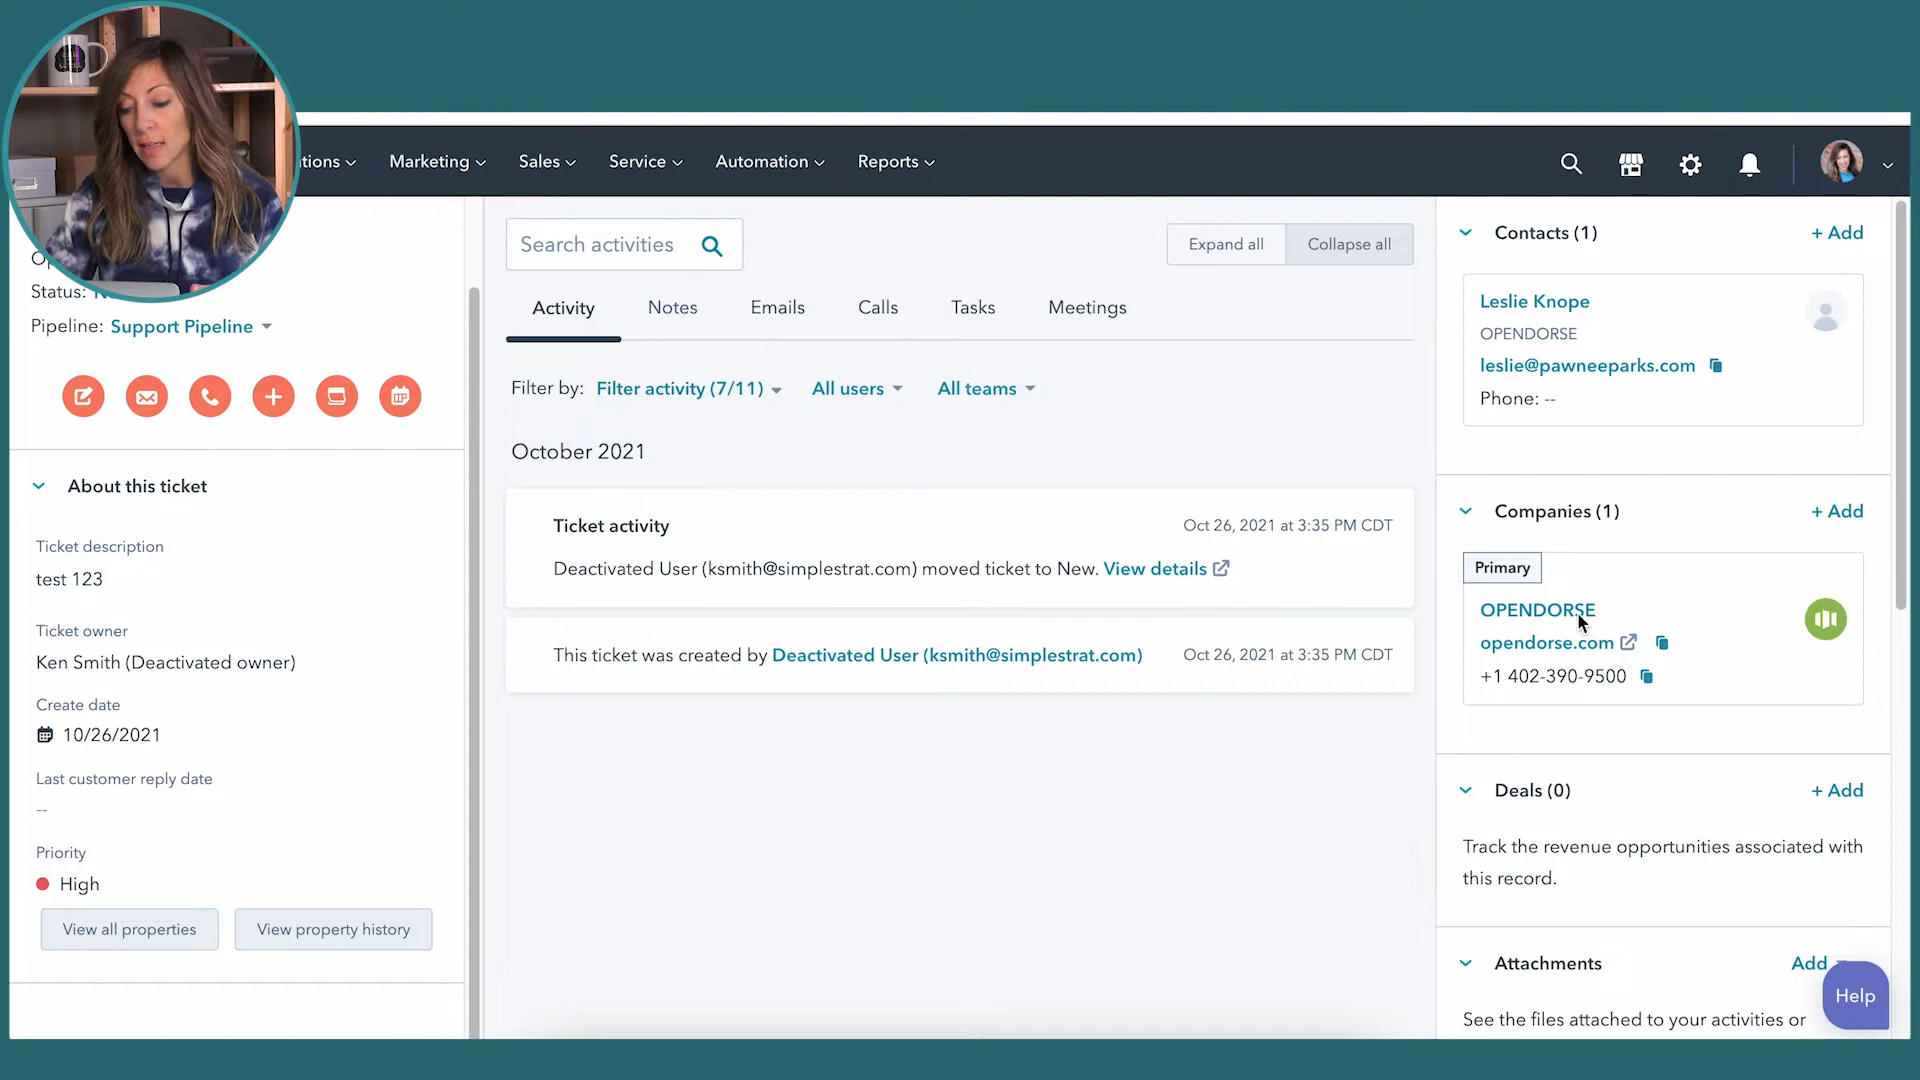 tions
Marketing
Sales
Service
Automation
Reports
Status:
Pipeline: Support Pipeline
About this ticket
Ticket description
test 123
Ticket owner
Ken Smith (Deactivated owner)
Create date
10/26/2021
Last customer reply date
--
Priority
High
View all properties
View property history
Search activities
Expand all
Collapse all
Activity
Notes
Emails
Calls
Tasks
Meetings
Filter by: Filter activity (7/11) All users All teams
October 2021
Ticket activity
Oct 26, 2021 at 3:35 PM CDT
Deactivated User (ksmith@simplestrat.com) moved ticket to New. View details
This ticket was created by Deactivated User (ksmith@simplestrat.com)
Oct 26, 2021 at 3:35 PM CDT
Contacts (1)
+ Add
Leslie Knope
OPENDORSE
leslie@pawneeparks.com
Phone: --
Companies (1)
+ Add
Primary
OPENDORSE
opendorse.com
+1 402-390-9500
Deals (0)
+ Add
Track the revenue opportunities associated with
this record.
Attachments
Add
See the files attached to your activities or
Help